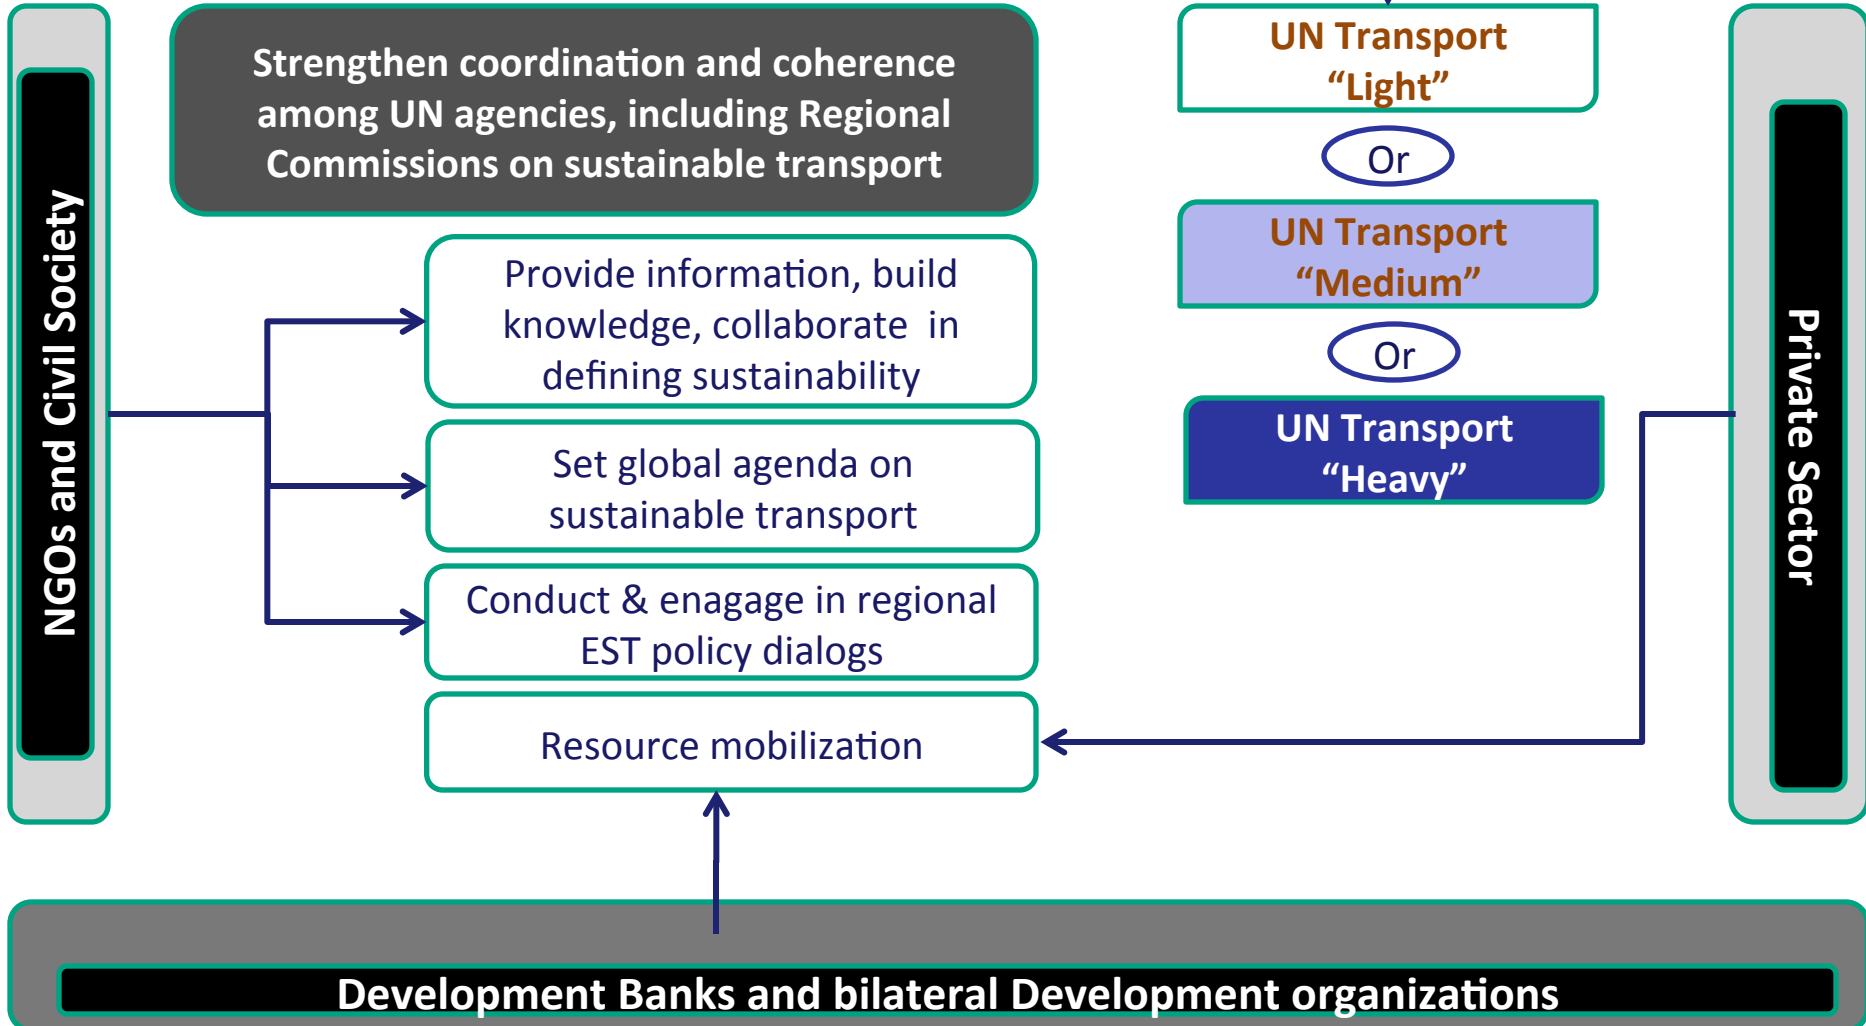 NGOs and Civil Society
Strengthen coordination and coherence
among UN agencies, including Regional
Commissions on sustainable transport
Provide information, build
knowledge, collaborate  in
defining sustainability
Set global agenda on
sustainable transport
Conduct & enagage in regional
EST policy dialogs
Resource mobilization
UN Transport
“Light”
Or
UN Transport
“Medium”
Or
UN Transport
“Heavy”
Private Sector
Development Banks and bilateral Development organizations